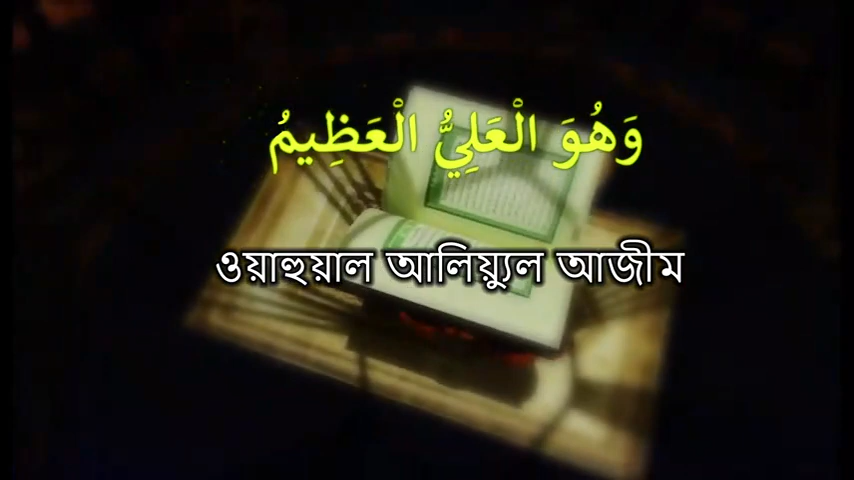 وَهُوَ الْعَلِيُّ الْعَظِيمُ
ওয়াহুয়াল আলিয়্যুল আজীম